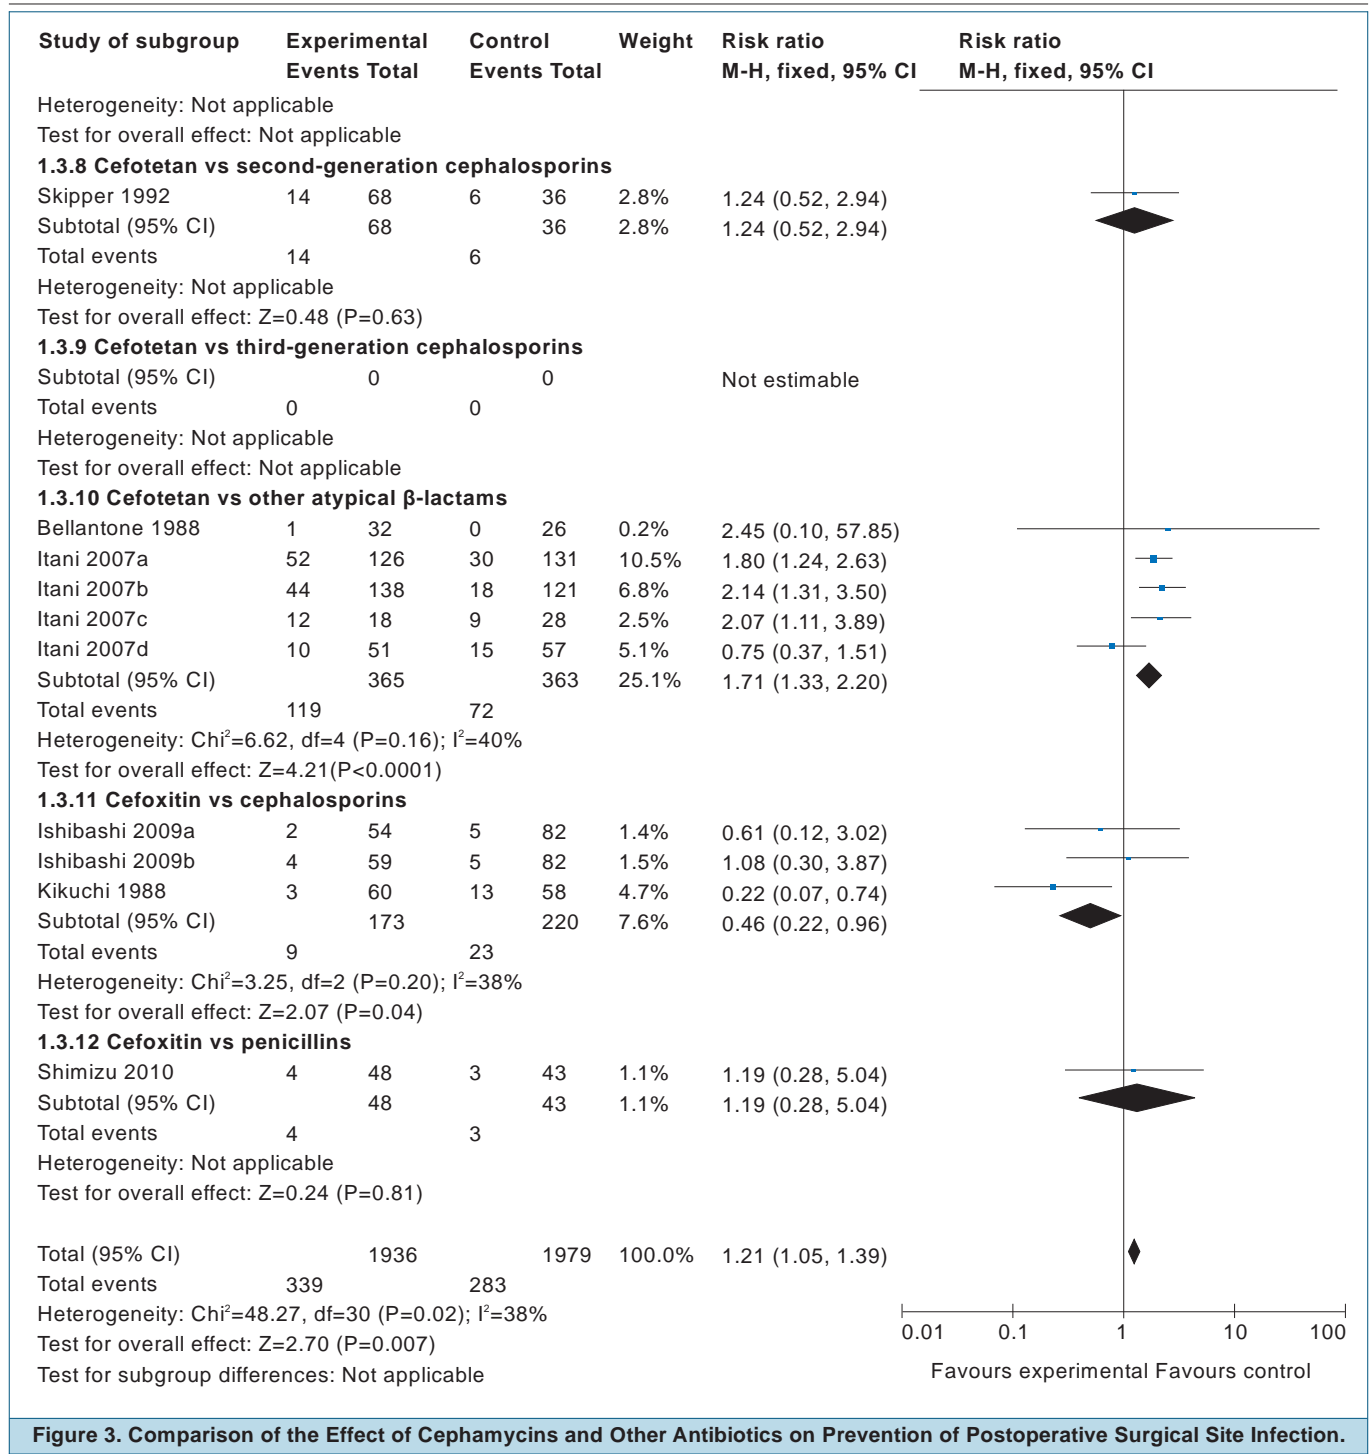 Study of subgroup Experimental Control Weight Risk ratio Risk ratio
Events Total Events Total M-H, fixed, 95% CI M-H, fixed, 95% CI
Heterogeneity: Not applicable
Test for overall effect: Not applicable
1.3.8 Cefotetan vs second-generation cephalosporins
Skipper 1992 14 68 6 36 2.8% 1.24 (0.52, 2.94)
Subtotal (95% CI) 68 36 2.8% 1.24 (0.52, 2.94)
Total events 14 6
Heterogeneity: Not applicable
Test for overall effect: Z=0.48 (P=0.63)
1.3.9 Cefotetan vs third-generation cephalosporins
Subtotal (95% CI) 0 0 Not estimable
Total events 0 0
Heterogeneity: Not applicable
Test for overall effect: Not applicable
1.3.10 Cefotetan vs other atypical β-lactams
Bellantone 1988 1 32 0 26 0.2% 2.45 (0.10, 57.85)
Itani 2007a 52 126 30 131 10.5% 1.80 (1.24, 2.63)
Itani 2007b 44 138 18 121 6.8% 2.14 (1.31, 3.50)
Itani 2007c 12 18 9 28 2.5% 2.07 (1.11, 3.89)
Itani 2007d 10 51 15 57 5.1% 0.75 (0.37, 1.51)
Subtotal (95% CI) 365 363 25.1% 1.71 (1.33, 2.20)
Total events 119 72
Heterogeneity: Chi²=6.62, df=4 (P=0.16); I²=40%
Test for overall effect: Z=4.21(P<0.0001)
1.3.11 Cefoxitin vs cephalosporins
Ishibashi 2009a 2 54 5 82 1.4% 0.61 (0.12, 3.02)
Ishibashi 2009b 4 59 5 82 1.5% 1.08 (0.30, 3.87)
Kikuchi 1988 3 60 13 58 4.7% 0.22 (0.07, 0.74)
Subtotal (95% CI) 173 220 7.6% 0.46 (0.22, 0.96)
Total events 9 23
Heterogeneity: Chi²=3.25, df=2 (P=0.20); I²=38%
Test for overall effect: Z=2.07 (P=0.04)
1.3.12 Cefoxitin vs penicillins
Shimizu 2010 4 48 3 43 1.1% 1.19 (0.28, 5.04)
Subtotal (95% CI) 48 43 1.1% 1.19 (0.28, 5.04)
Total events 4 3
Heterogeneity: Not applicable
Test for overall effect: Z=0.24 (P=0.81)
Total (95% CI) 1936 1979 100.0% 1.21 (1.05, 1.39)
Total events 339 283
Heterogeneity: Chi²=48.27, df=30 (P=0.02); I²=38%
Test for overall effect: Z=2.70 (P=0.007)
Test for subgroup differences: Not applicable
0.01 0.1 1 10 100
Favours experimental Favours control
Figure 3. Comparison of the Effect of Cephamycins and Other Antibiotics on Prevention of Postoperative Surgical Site Infection.